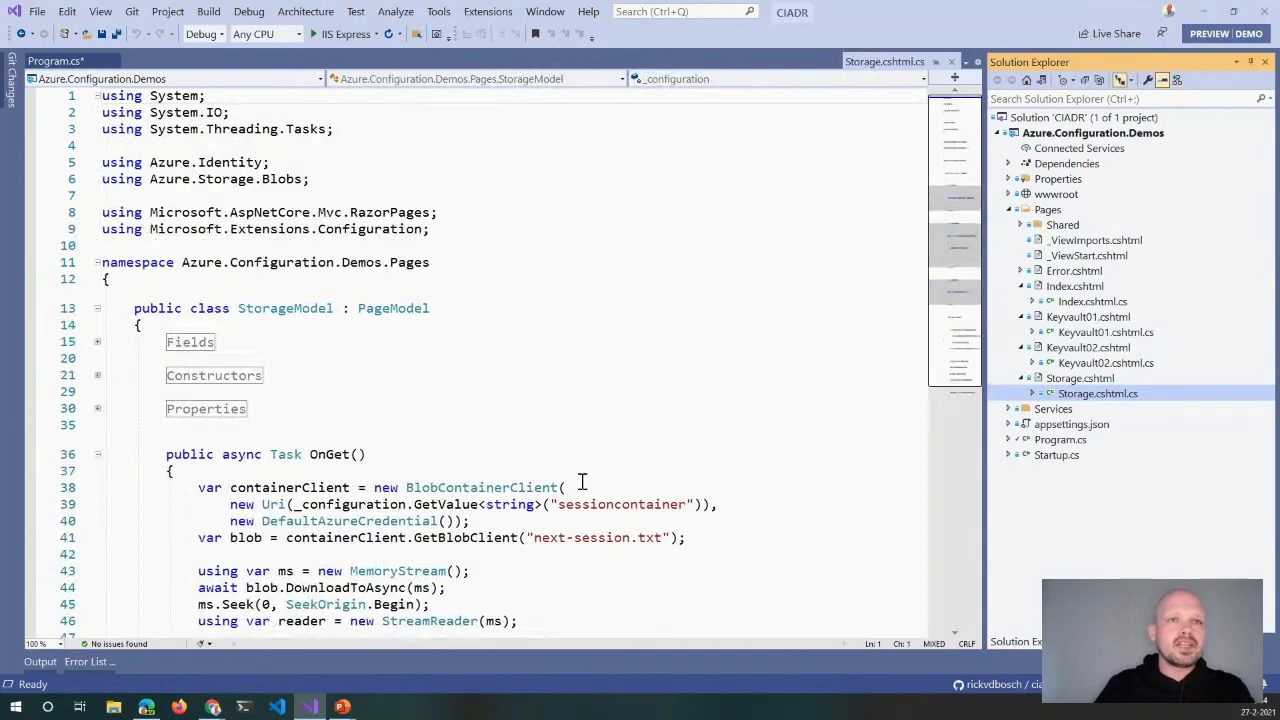 File Edit View Git Project Build Debug Architecture Test Analyze Tools Extensions Window Help Search (Ctrl+Q) CIADR
Debug Any CPU IIS Express Live Share PREVIEW | DEMO
Git Changes
Program.cs* Storage.cshtml.cs
Azure.Configuration.Demos Azure.Configuration.Demos.Pages.StorageModel _configuration
1 using System;
2 using System.IO;
3 using System.Threading.Tasks;
4
5 using Azure.Identity;
6 using Azure.Storage.Blobs;
7
8 using Microsoft.AspNetCore.Mvc.RazorPages;
9 using Microsoft.Extensions.Configuration;
10
11 namespace Azure.Configuration.Demos.Pages
12 {
13 public class StorageModel : PageModel
14 {
15 Fields
20
21 Constructors
29
30 Properties
35
36 public async Task OnGet()
37 {
38 var containerClient = new BlobContainerClient(
39 new Uri(_configuration.GetValue<string>("sessioncontainer")),
40 new DefaultAzureCredential());
41 var blob = containerClient.GetBlobClient("next-session.txt");
42
43 using var ms = new MemoryStream();
44 await blob.DownloadToAsync(ms);
45 ms.Seek(0, SeekOrigin.Begin);
46 using var reader = new StreamReader(ms);
47
100 % No issues found Ln: 1 Ch: 1 MIXED CRLF
Output Error List ...
Ready
rickvdbosch /
Solution Explorer
Search Solution Explorer (Ctrl+;)
Solution 'CIADR' (1 of 1 project)
Azure.Configuration.Demos
Connected Services
Dependencies
Properties
wwwroot
Pages
Shared
_ViewImports.cshtml
_ViewStart.cshtml
Error.cshtml
Index.cshtml
Index.cshtml.cs
Keyvault01.cshtml
Keyvault01.cshtml.cs
Keyvault02.cshtml
Keyvault02.cshtml.cs
Storage.cshtml
Storage.cshtml.cs
Services
appsettings.json
Program.cs
Startup.cs
Solution
27-2-2021